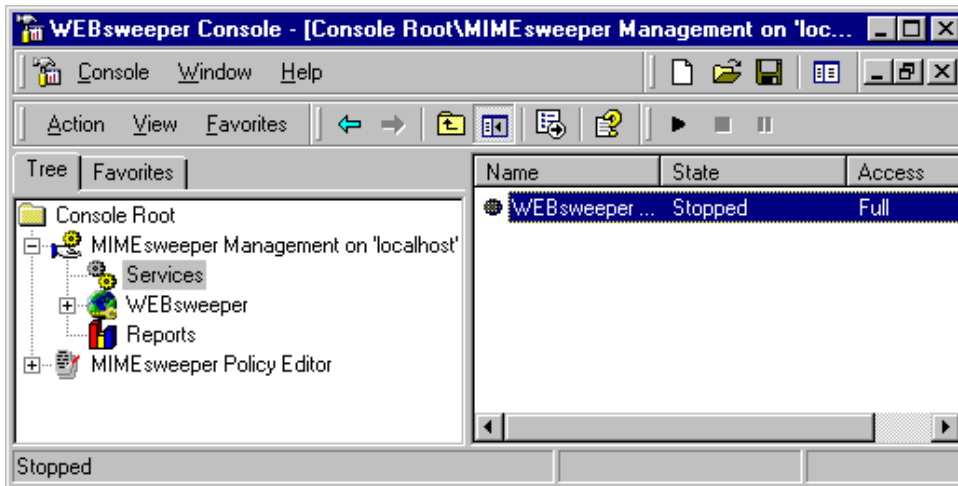 WEBsweeper Console - [Console Root\MIMEsweeper Management on 'loc...
Console Window Help
Action View Favorites
Tree Favorites
Name State Access
WEBsweeper ... Stopped Full
Console Root
MIMEsweeper Management on 'localhost'
Services
WEBsweeper
Reports
MIMEsweeper Policy Editor
Stopped